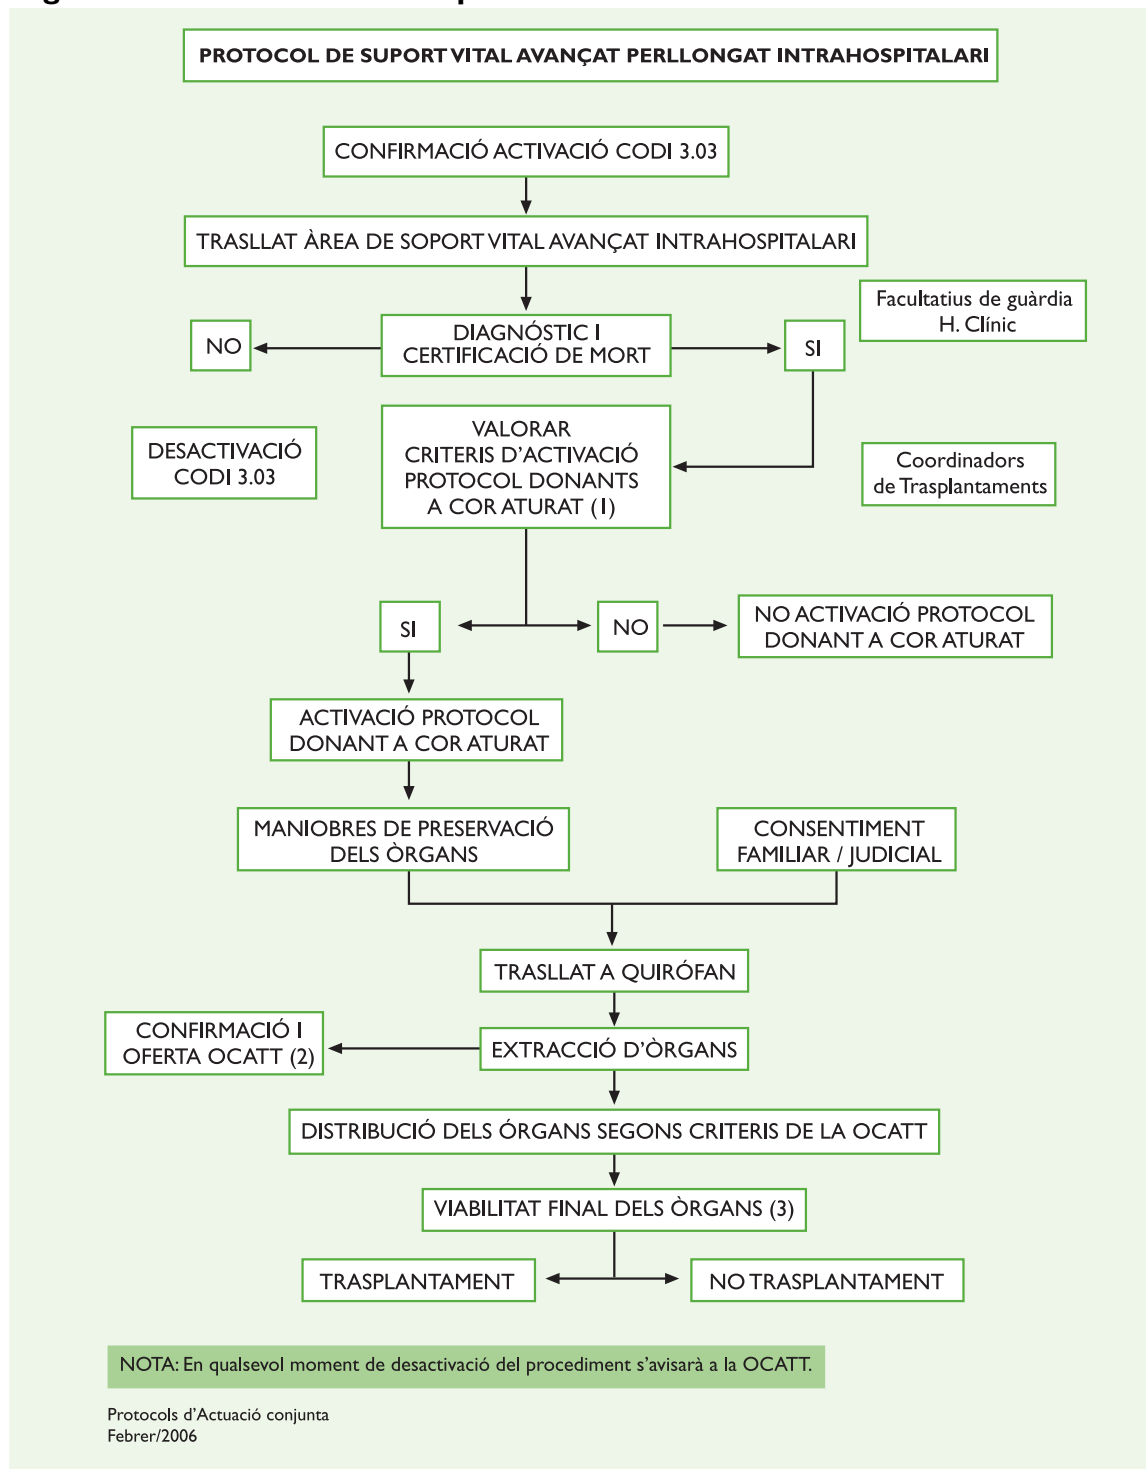 PROTOCOL DE SUPORT VITAL AVANÇAT PERLLONGAT INTRAHOSPITALARI
CONFIRMACIÓ ACTIVACIÓ CODI 3.03
TRASLLAT ÀREA DE SOPORT VITAL AVANÇAT INTRAHOSPITALARI
Facultatius de guàrdia
H. Clínic
NO
DIAGNÓSTIC I
CERTIFICACIÓ DE MORT
SI
DESACTIVACIÓ
CODI 3.03
VALORAR
CRITERIS D'ACTIVACIÓ
PROTOCOL DONANTS
A COR ATURAT (1)
Coordinadors
de Trasplantaments
SI
NO
NO ACTIVACIÓ PROTOCOL
DONANT A COR ATURAT
ACTIVACIÓ PROTOCOL
DONANT A COR ATURAT
MANIOBRES DE PRESERVACIÓ
DELS ÒRGANS
CONSENTIMENT
FAMILIAR / JUDICIAL
TRASLLAT A QUIRÓFAN
CONFIRMACIÓ I
OFERTA OCATT (2)
EXTRACCIÓ D'ÒRGANS
DISTRIBUCIÓ DELS ÓRGANS SEGONS CRITERIS DE LA OCATT
VIABILITAT FINAL DELS ÒRGANS (3)
TRASPLANTAMENT
NO TRASPLANTAMENT
NOTA: En qualsevol moment de desactivació del procediment s'avisarà a la OCATT.
Protocols d'Actuació conjunta
Febrer/2006